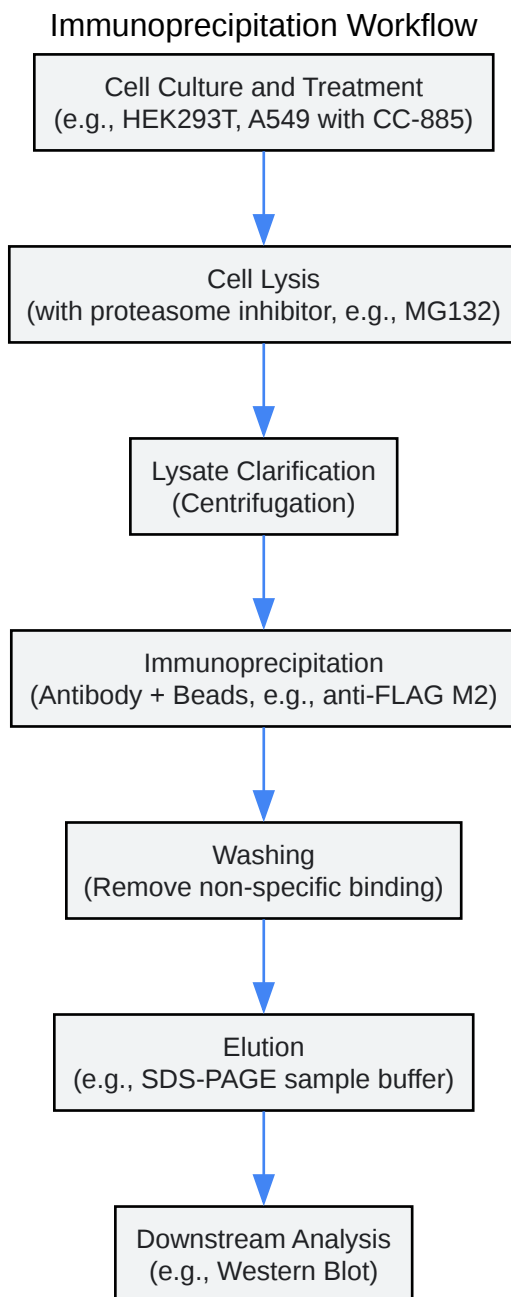 Immunoprecipitation Workflow
Cell Culture and Treatment
(e.g., HEK293T, A549 with CC-885)
Cell Lysis
(with proteasome inhibitor, e.g., MG132)
Lysate Clarification
(Centrifugation)
Immunoprecipitation
(Antibody + Beads, e.g., anti-FLAG M2)
Washing
(Remove non-specific binding)
Elution
(e.g., SDS-PAGE sample buffer)
Downstream Analysis
(e.g., Western Blot)